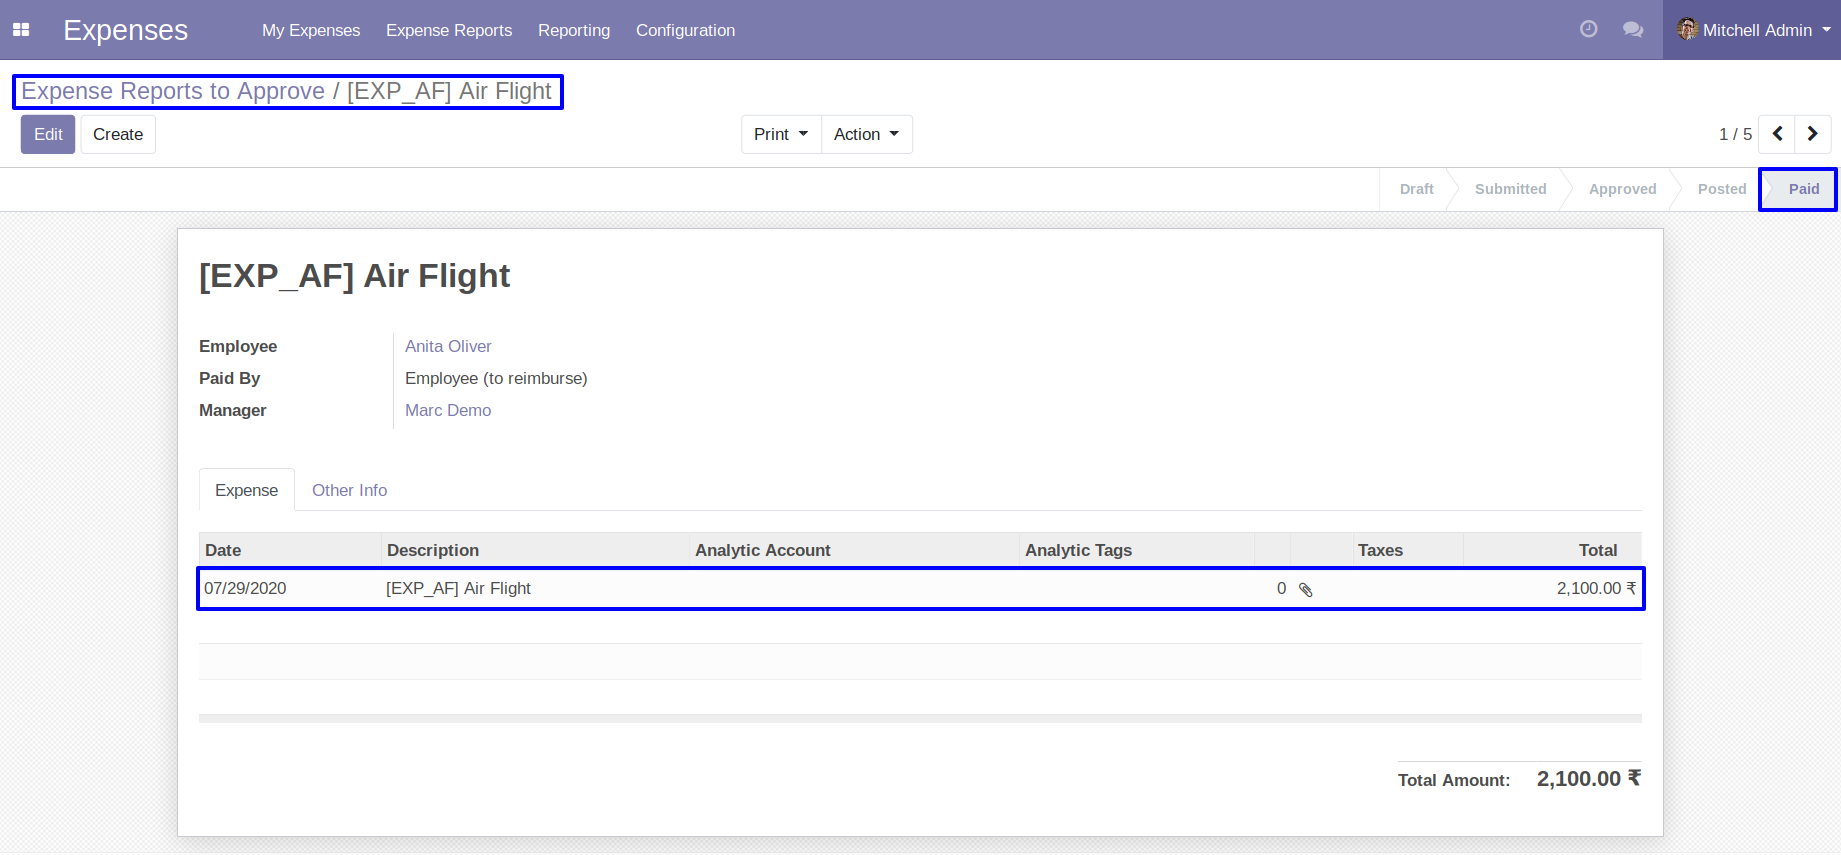 Expenses My Expenses Expense Reports Reporting Configuration Mitchell Admin
Expense Reports to Approve / [EXP_AF] Air Flight
Edit Create Print Action 1 / 5
Draft Submitted Approved Posted Paid
[EXP_AF] Air Flight
Employee Anita Oliver
Paid By Employee (to reimburse)
Manager Marc Demo
Expense Other Info
Date Description Analytic Account Analytic Tags Taxes Total
07/29/2020 [EXP_AF] Air Flight 0 2,100.00 ₹
Total Amount: 2,100.00 ₹